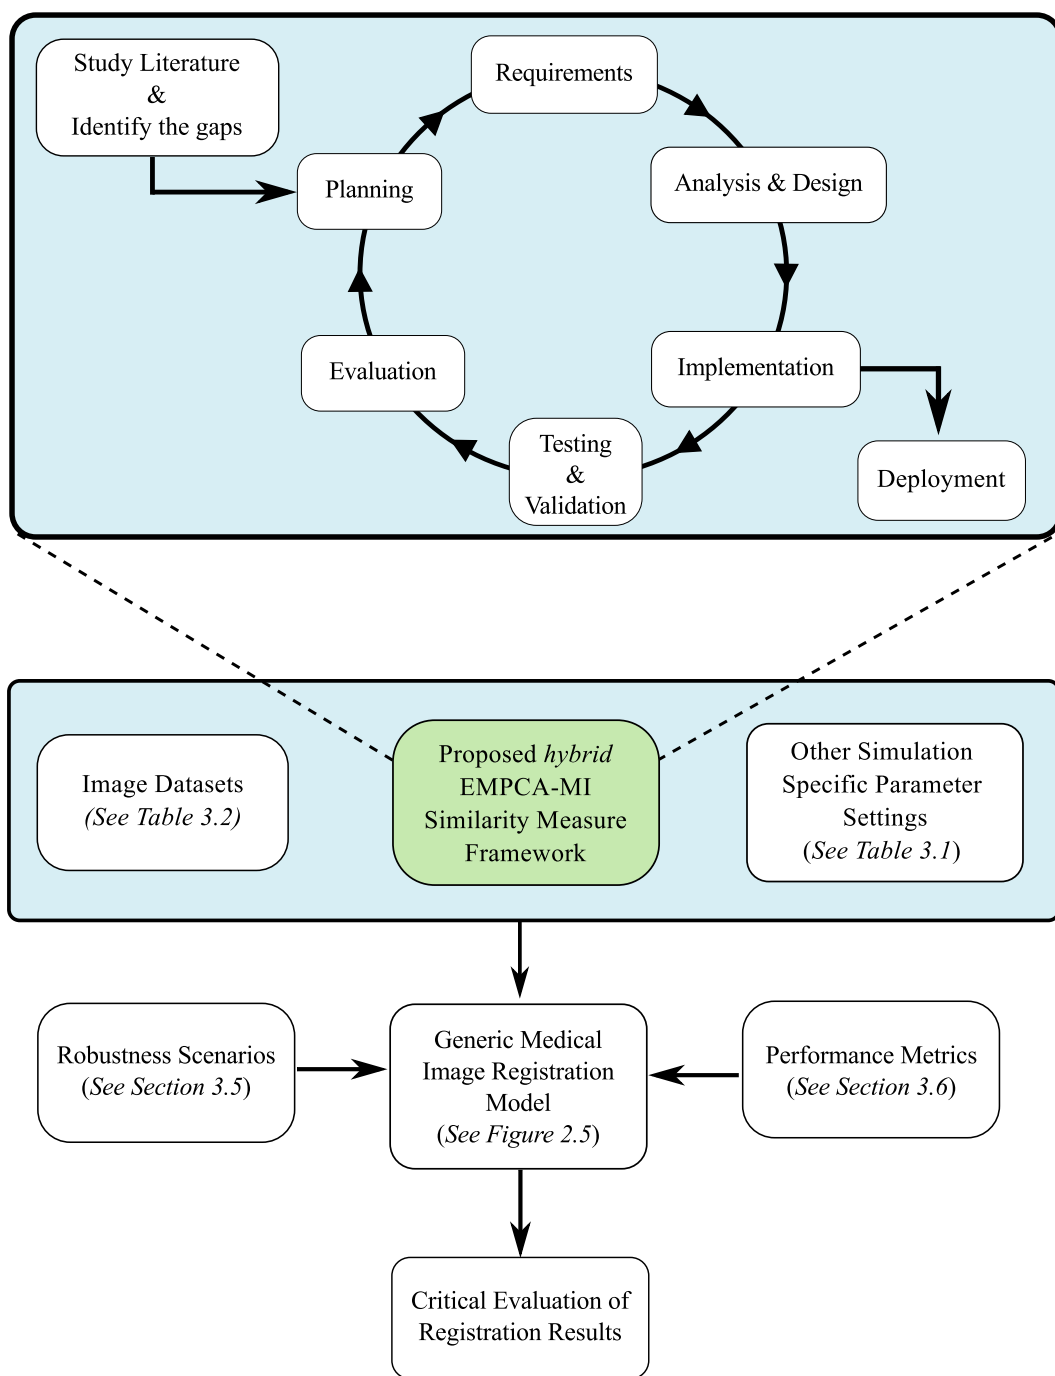 Study Literature
&
Identify the gaps
Requirements
Planning
Analysis & Design
Evaluation
Implementation
Testing
&
Validation
Deployment
Image Datasets
(See Table 3.2)
Proposed hybrid
EMPCA-MI
Similarity Measure
Framework
Other Simulation
Specific Parameter
Settings
(See Table 3.1)
Robustness Scenarios
(See Section 3.5)
Generic Medical
Image Registration
Model
(See Figure 2.5)
Performance Metrics
(See Section 3.6)
Critical Evaluation of
Registration Results